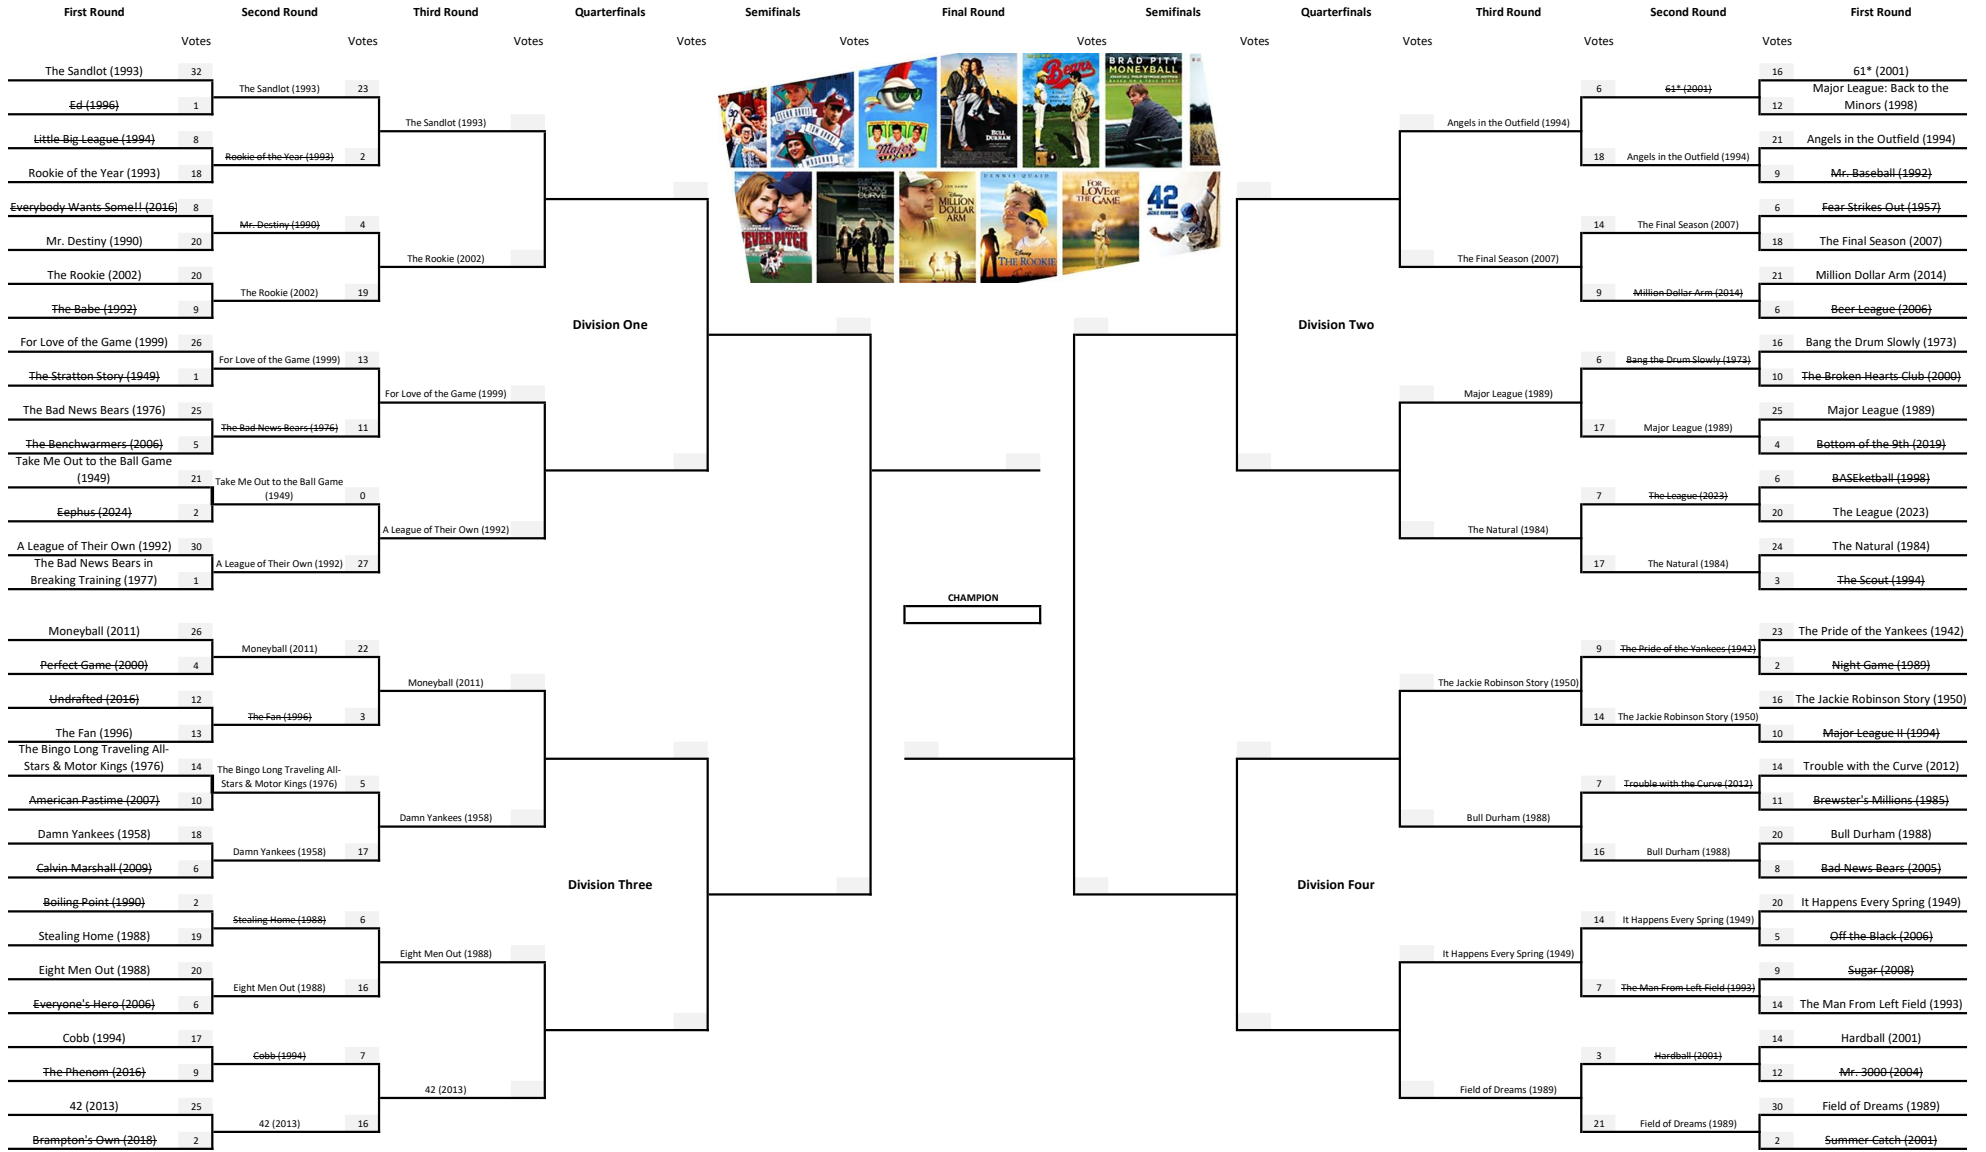 First Round Second Round Third Round Quarterfinals Semifinals Final Round Semifinals Quarterfinals Third Round Second Round First Round
Votes Votes Votes Votes Votes Votes Votes Votes Votes Votes
The Sandlot (1993) 32
Ed (1996) 1
Little Big League (1994) 8
Rookie of the Year (1993) 18
Everybody Wants Some!! (2016) 8
Mr. Destiny (1990) 20
The Rookie (2002) 20
The Babe (1992) 9
For Love of the Game (1999) 26
The Stratton Story (1949) 1
The Bad News Bears (1976) 25
The Benchwarmers (2006) 5
Take Me Out to the Ball Game
(1949) 21
Eephus (2024) 2
A League of Their Own (1992) 30
The Bad News Bears in
Breaking Training (1977) 1
The Sandlot (1993) 23
Rookie of the Year (1993) 2
Mr. Destiny (1990) 4
The Rookie (2002) 19
For Love of the Game (1999) 13
The Bad News Bears (1976) 11
Take Me Out to the Ball Game
(1949) 0
A League of Their Own (1992) 27
The Sandlot (1993)
The Rookie (2002)
For Love of the Game (1999)
A League of Their Own (1992)
Division One
Moneyball (2011) 26
Perfect Game (2000) 4
Undrafted (2016) 12
The Fan (1996) 13
The Bingo Long Traveling All-
Stars & Motor Kings (1976) 14
American Pastime (2007) 10
Damn Yankees (1958) 18
Calvin Marshall (2009) 6
Boiling Point (1990) 2
Stealing Home (1988) 19
Eight Men Out (1988) 20
Everyone's Hero (2006) 6
Cobb (1994) 17
The Phenom (2016) 9
42 (2013) 25
Brampton's Own (2018) 2
Moneyball (2011) 22
The Fan (1996) 3
The Bingo Long Traveling All-
Stars & Motor Kings (1976) 5
Damn Yankees (1958) 17
Stealing Home (1988) 6
Eight Men Out (1988) 16
Cobb (1994) 7
42 (2013) 16
Moneyball (2011)
Damn Yankees (1958)
Eight Men Out (1988)
42 (2013)
Division Three
BULL
DURHAM
Bears
BRAD PITT
MONEYBALL
Major
FEVER PITCH
TROUBLE
CURVE
Disney
MILLION
DOLLAR
ARM
DENNIS QUAID
Disney
THE ROOKIE
FOR
LOVE OF
THE GAME
42
CHAMPION
Division Two
Angels in the Outfield (1994)
The Final Season (2007)
Major League (1989)
The Natural (1984)
6 61* (2001)
18 Angels in the Outfield (1994)
14 The Final Season (2007)
9 Million Dollar Arm (2014)
6 Bang the Drum Slowly (1973)
17 Major League (1989)
7 The League (2023)
17 The Natural (1984)
16 61* (2001)
Major League: Back to the
12 Minors (1998)
21 Angels in the Outfield (1994)
9 Mr. Baseball (1992)
6 Fear Strikes Out (1957)
18 The Final Season (2007)
21 Million Dollar Arm (2014)
6 Beer League (2006)
16 Bang the Drum Slowly (1973)
10 The Broken Hearts Club (2000)
25 Major League (1989)
4 Bottom of the 9th (2019)
6 BASEketball (1998)
20 The League (2023)
24 The Natural (1984)
3 The Scout (1994)
Division Four
The Jackie Robinson Story (1950)
Bull Durham (1988)
It Happens Every Spring (1949)
Field of Dreams (1989)
9 The Pride of the Yankees (1942)
14 The Jackie Robinson Story (1950)
7 Trouble with the Curve (2012)
16 Bull Durham (1988)
14 It Happens Every Spring (1949)
7 The Man From Left Field (1993)
3 Hardball (2001)
21 Field of Dreams (1989)
23 The Pride of the Yankees (1942)
2 Night Game (1989)
16 The Jackie Robinson Story (1950)
10 Major League II (1994)
14 Trouble with the Curve (2012)
11 Brewster's Millions (1985)
20 Bull Durham (1988)
8 Bad News Bears (2005)
20 It Happens Every Spring (1949)
5 Off the Black (2006)
9 Sugar (2008)
14 The Man From Left Field (1993)
14 Hardball (2001)
12 Mr. 3000 (2004)
30 Field of Dreams (1989)
2 Summer Catch (2001)